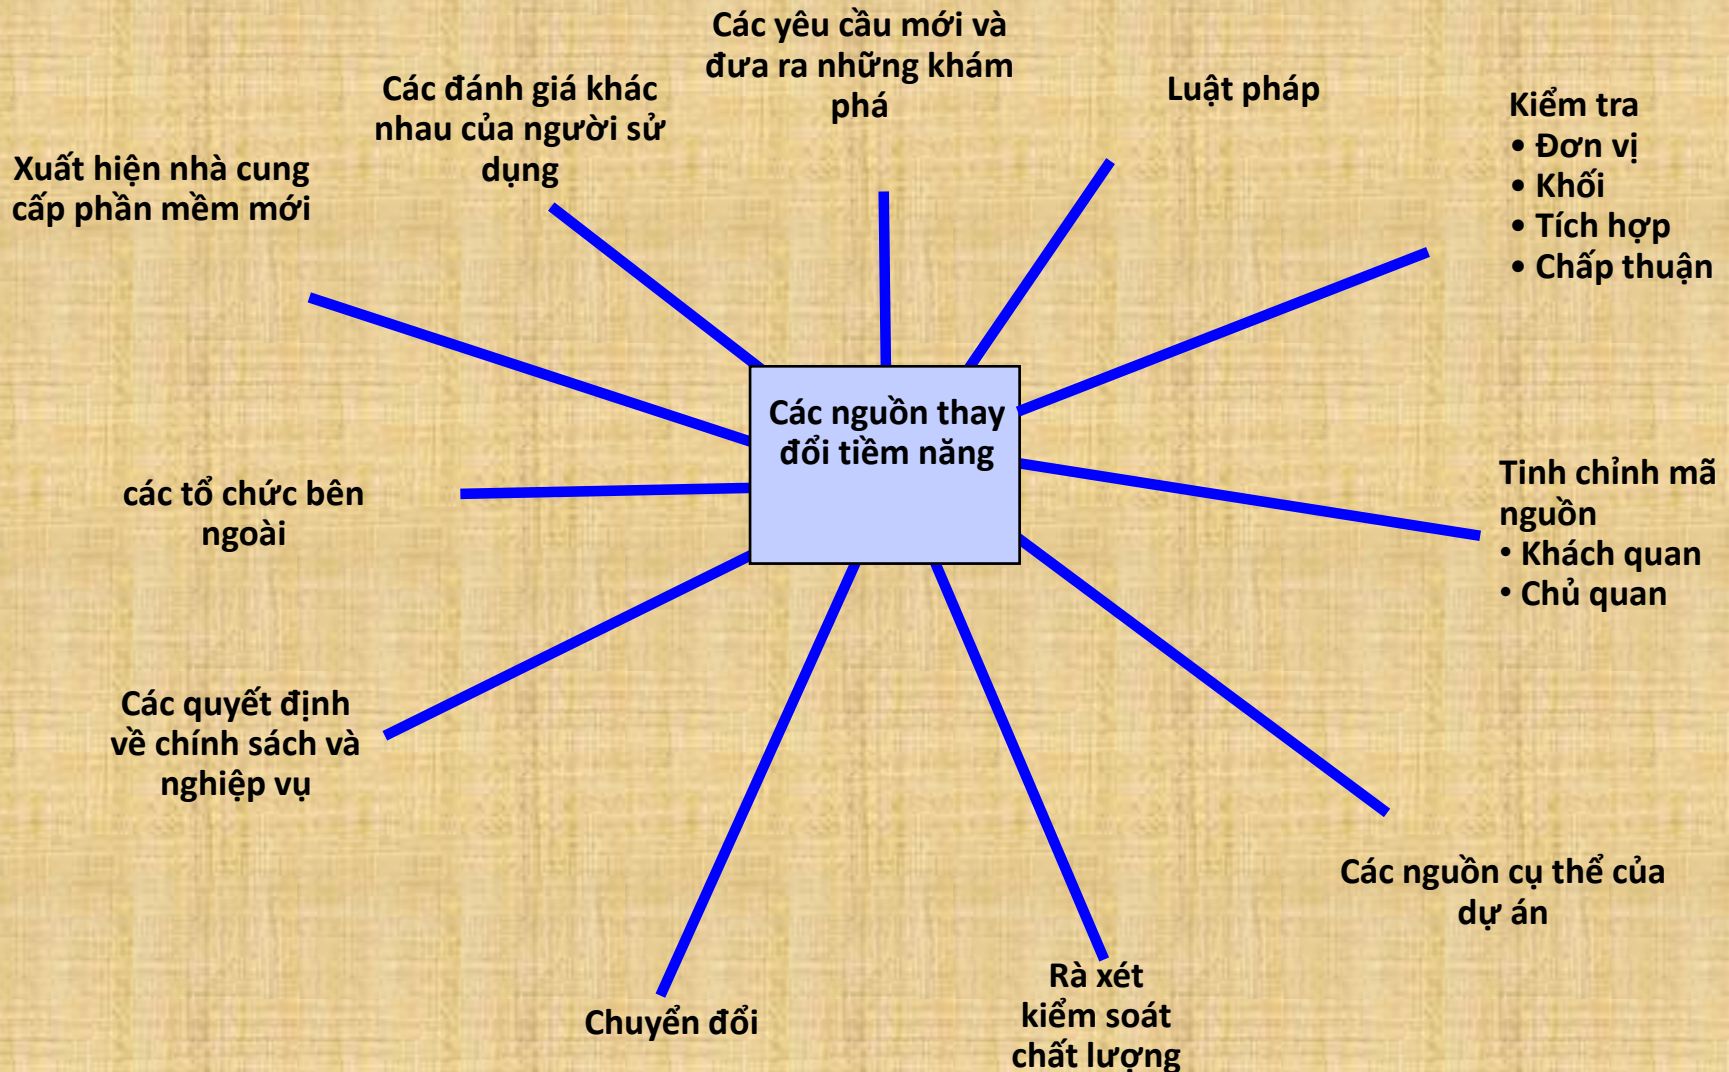 Các yêu cầu mới và
đưa ra những khám
phá
Các đánh giá khác
nhau của người sử
dụng
Luật pháp
Kiểm tra
• Đơn vị
• Khối
• Tích hợp
• Chấp thuận
Xuất hiện nhà cung
cấp phần mềm mới
Các nguồn thay
đổi tiềm năng
các tổ chức bên
ngoài
Tinh chỉnh mã
nguồn
• Khách quan
• Chủ quan
Các quyết định
về chính sách và
nghiệp vụ
Các nguồn cụ thể của
dự án
Chuyển đổi
Rà xét
kiểm soát
chất lượng